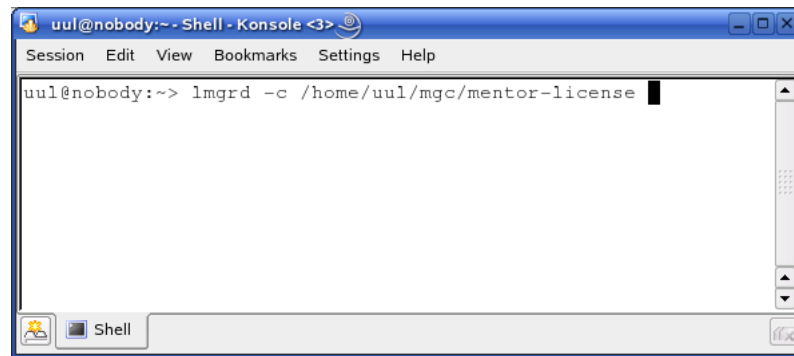 uul@nobody:~ - Shell - Konsole <3>
Session Edit View Bookmarks Settings Help
uul@nobody:~> lmgrd -c /home/uul/mgc/mentor-license
Shell